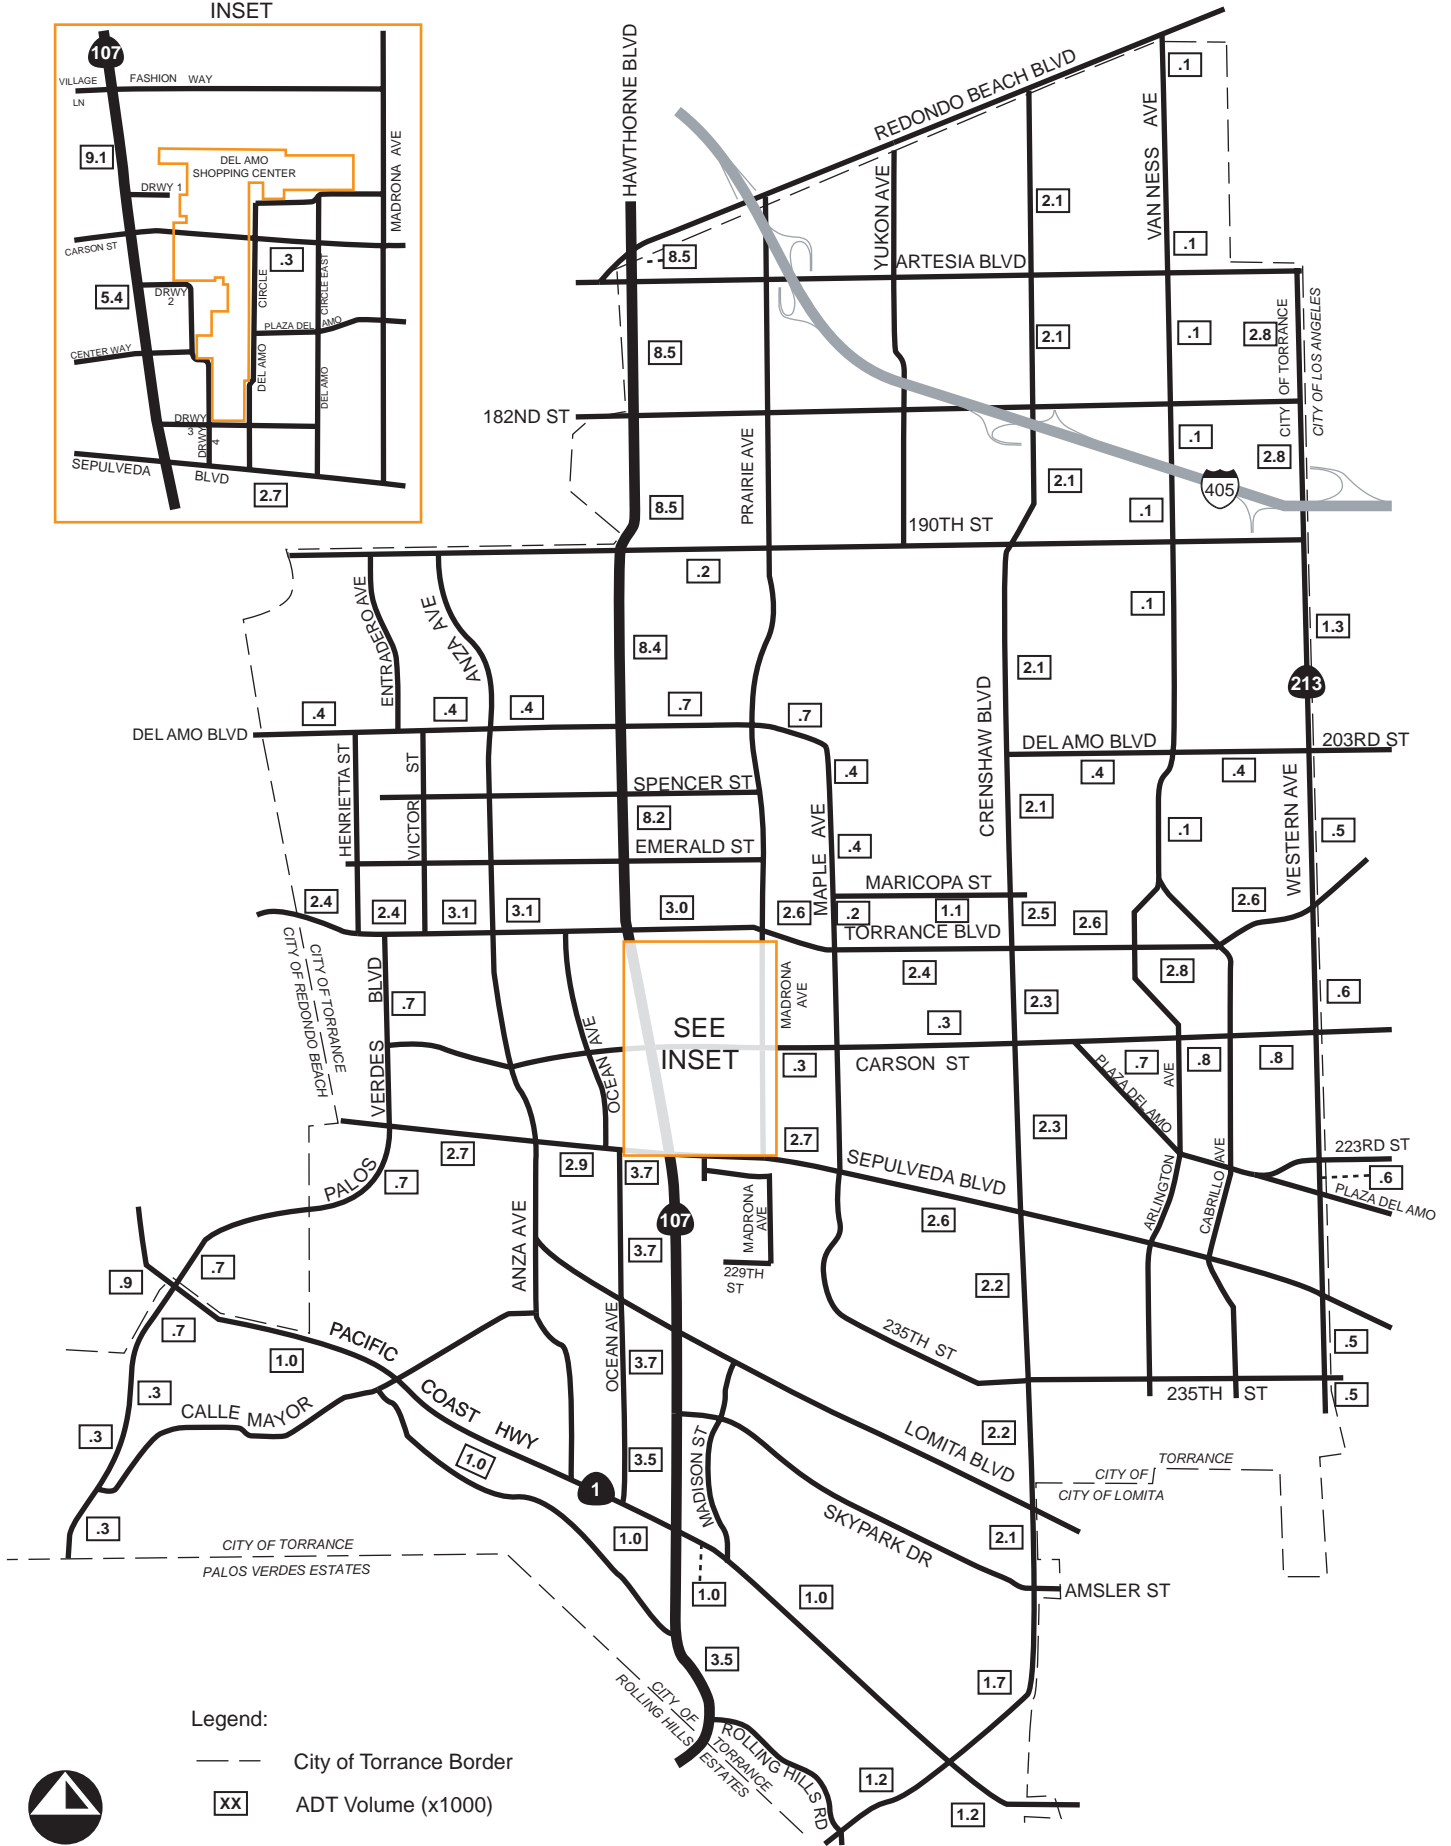 INSET
107
VILLAGE
LN
FASHION WAY
9.1
DEL AMO
SHOPPING CENTER
MADRONA AVE
DRWY 1
CARSON ST
.3
5.4
DRWY
2
CIRCLE
CIRCLE EAST
PLAZA DEL AMO
CENTER WAY
DEL AMO
DEL AMO
DRWY
3
DRWY
4
SEPULVEDA
BLVD
2.7
HAWTHORNE BLVD
REDONDO BEACH BLVD
.1
VAN NESS AVE
YUKON AVE
2.1
.1
8.5
ARTESIA BLVD
8.5
2.1
.1
2.8
CITY OF TORRANCE
CITY OF LOS ANGELES
182ND ST
PRAIRIE AVE
.1
2.8
2.1
405
8.5
190TH ST
.1
.2
ENTRADERO AVE
ANZA AVE
.1
1.3
8.4
2.1
213
CRENSHAW BLVD
.4
.4
.4
.7
.7
DEL AMO BLVD
DEL AMO BLVD
203RD ST
HENRIETTA ST
VICTOR ST
SPENCER ST
.4
.4
.4
WESTERN AVE
8.2
MAPLE AVE
2.1
.1
.5
EMERALD ST
.4
MARICOPA ST
2.4
2.4
3.1
3.1
3.0
2.6
.2
1.1
2.5
2.6
2.6
TORRANCE BLVD
CITY OF TORRANCE
CITY OF REDONDO BEACH
PALOS VERDES BLVD
.7
OCEAN AVE
SEE
INSET
MADRONA
AVE
2.4
2.8
2.3
.6
.3
.3
CARSON ST
.7
.8
.8
PLAZA DEL AMO
ARLINGTON AVE
2.7
2.9
3.7
2.7
2.3
223RD ST
.7
SEPULVEDA BLVD
CABRILLO AVE
.6
PLAZA DEL AMO
107
MADRONA
AVE
2.6
ANZA AVE
3.7
229TH
ST
.9
.7
2.2
.7
PACIFIC COAST HWY
OCEAN AVE
235TH ST
.5
1.0
3.7
.3
.5
235TH ST
CALLE MAYOR
.3
1.0
3.5
MADISON ST
2.2
LOMITA BLVD
CITY OF TORRANCE
CITY OF LOMITA
1
SKYPARK DR
.3
1.0
2.1
CITY OF TORRANCE
PALOS VERDES ESTATES
1.0
1.0
AMSLER ST
3.5
1.7
CITY OF TORRANCE
ROLLING HILLS ESTATES
ROLLING HILLS RD
1.2
1.2
Legend:
City of Torrance Border
XX
ADT Volume (x1000)